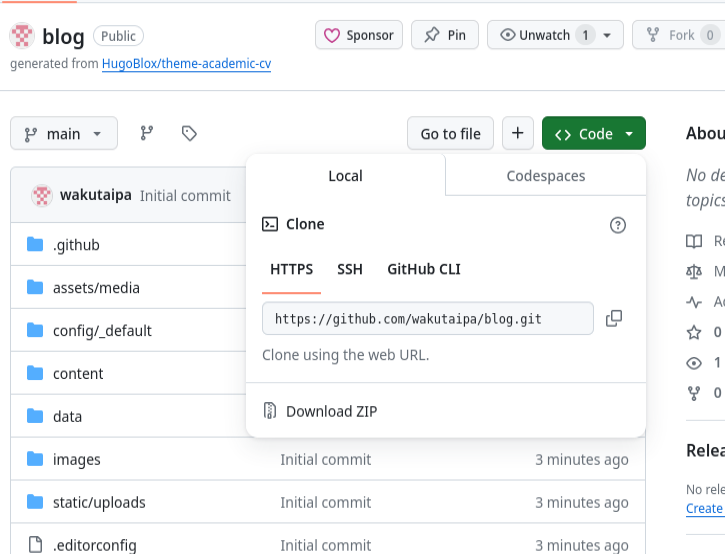 blog Public Sponsor Pin Unwatch 1 Fork 0
generated from HugoBlox/theme-academic-cv
main Go to file + Code
Local Codespaces
wakutaipa Initial commit
Clone
HTTPS SSH GitHub CLI
https://github.com/wakutaipa/blog.git
Clone using the web URL.
Download ZIP
.github
assets/media
config/_default
content
data
images Initial commit 3 minutes ago
static/uploads Initial commit 3 minutes ago
.editorconfig Initial commit 3 minutes ago
Abou
No de
topics
Re
M
Ac
0
1
0
Relea
No rele
Create